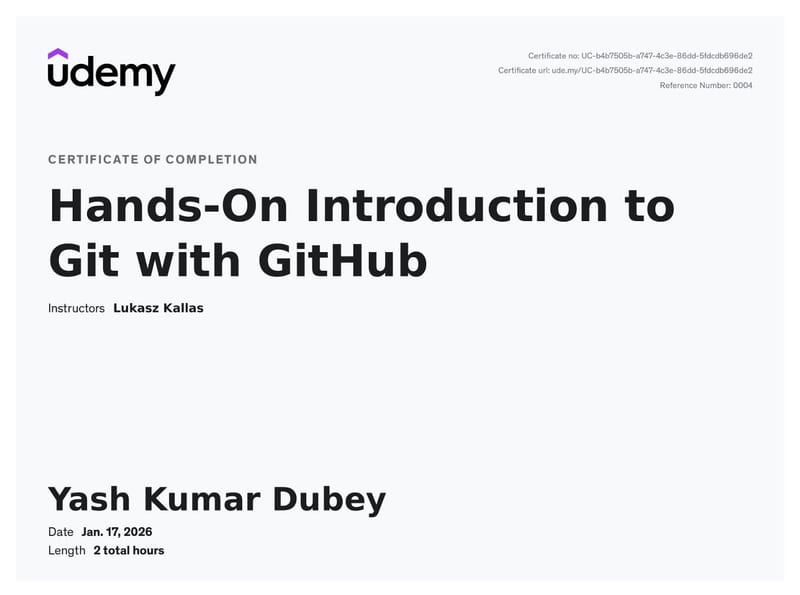 udemy
Certificate no: UC-b4b7505b-a747-4c3e-86dd-5fdcdb696de2
Certificate url: ude.my/UC-b4b7505b-a747-4c3e-86dd-5fdcdb696de2
Reference Number: 0004
CERTIFICATE OF COMPLETION
Hands-On Introduction to
Git with GitHub
Instructors Lukasz Kallas
Yash Kumar Dubey
Date Jan. 17, 2026
Length 2 total hours